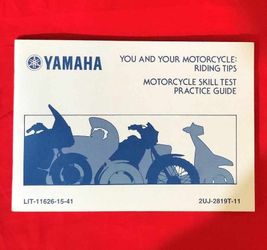 YAMAHA
YOU AND YOUR MOTORCYCLE:
RIDING TIPS
MOTORCYCLE SKILL TEST
PRACTICE GUIDE
LIT-11626-15-41
2UJ-2819T-11